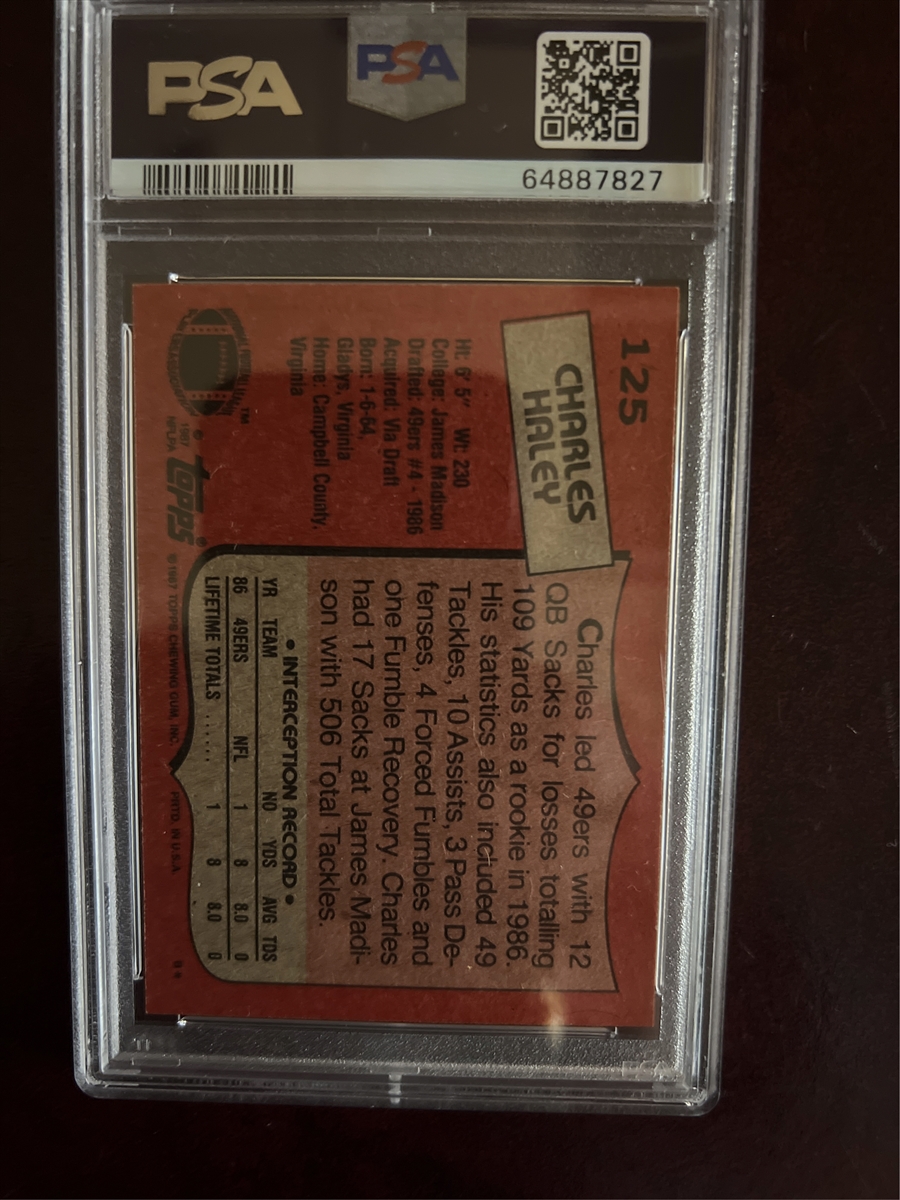 PSA
PSA
64887827
125
CHARLES
HALEY
Ht: 6' 5" Wt: 230
College: James Madison
Drafted: 49ers #4 - 1986
Acquired: Via Draft
Born: 1-6-64,
Gladys, Virginia
Home: Campbell County,
Virginia
TM
© 1987
NFLPA
topps
Charles led 49ers with 12
QB Sacks for losses totalling
109 Yards as a rookie in 1986.
His statistics also included 49
Tackles, 10 Assists, 3 Pass De-
fenses, 4 Forced Fumbles and
one Fumble Recovery. Charles
had 17 Sacks at James Madi-
son with 506 Total Tackles.
• INTERCEPTION RECORD •
YR TEAM NO YDS AVG TDS
86 49ERS NFL 1 8 8.0 0
LIFETIME TOTALS ...... 1 8 8.0 0
© 1987 TOPPS CHEWING GUM, INC. PRTD. IN U.S.A.